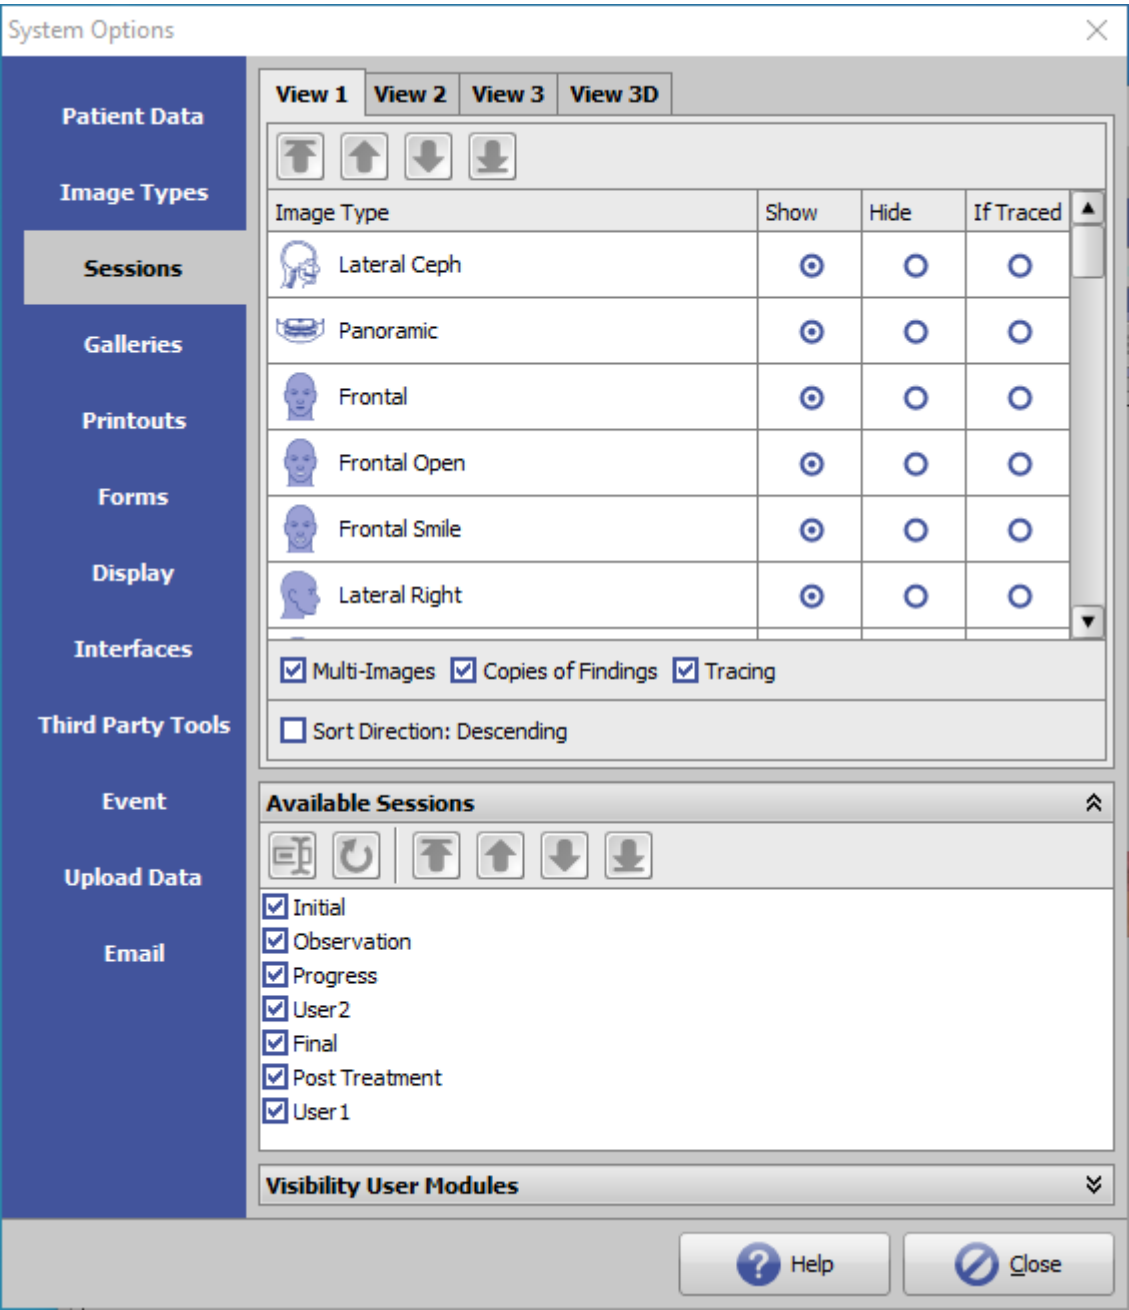 System Options
Patient Data
Image Types
Sessions
Galleries
Printouts
Forms
Display
Interfaces
Third Party Tools
Event
Upload Data
Email
View 1 View 2 View 3 View 3D
Image Type Show Hide If Traced
Lateral Ceph
Panoramic
Frontal
Frontal Open
Frontal Smile
Lateral Right
Multi-Images Copies of Findings Tracing
Sort Direction: Descending
Available Sessions
Initial
Observation
Progress
User2
Final
Post Treatment
User1
Visibility User Modules
Help Close